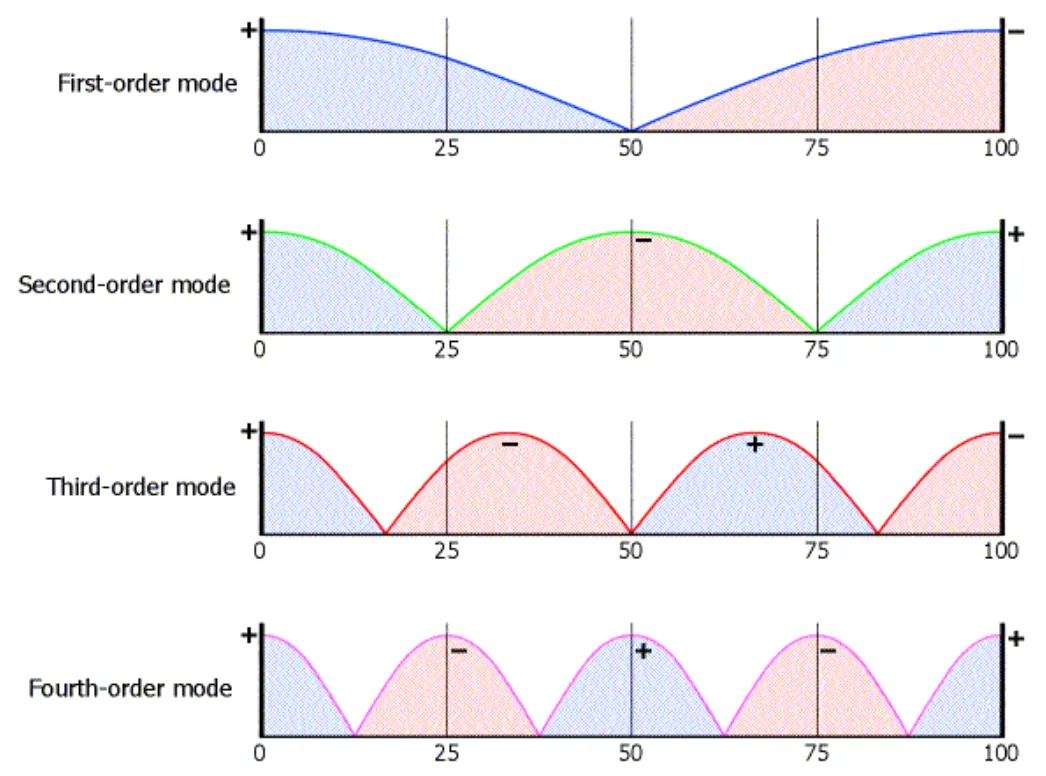 + −
First-order mode
0 25 50 75 100
+ − +
Second-order mode
0 25 50 75 100
+ − + −
Third-order mode
0 25 50 75 100
+ − + − +
Fourth-order mode
0 25 50 75 100